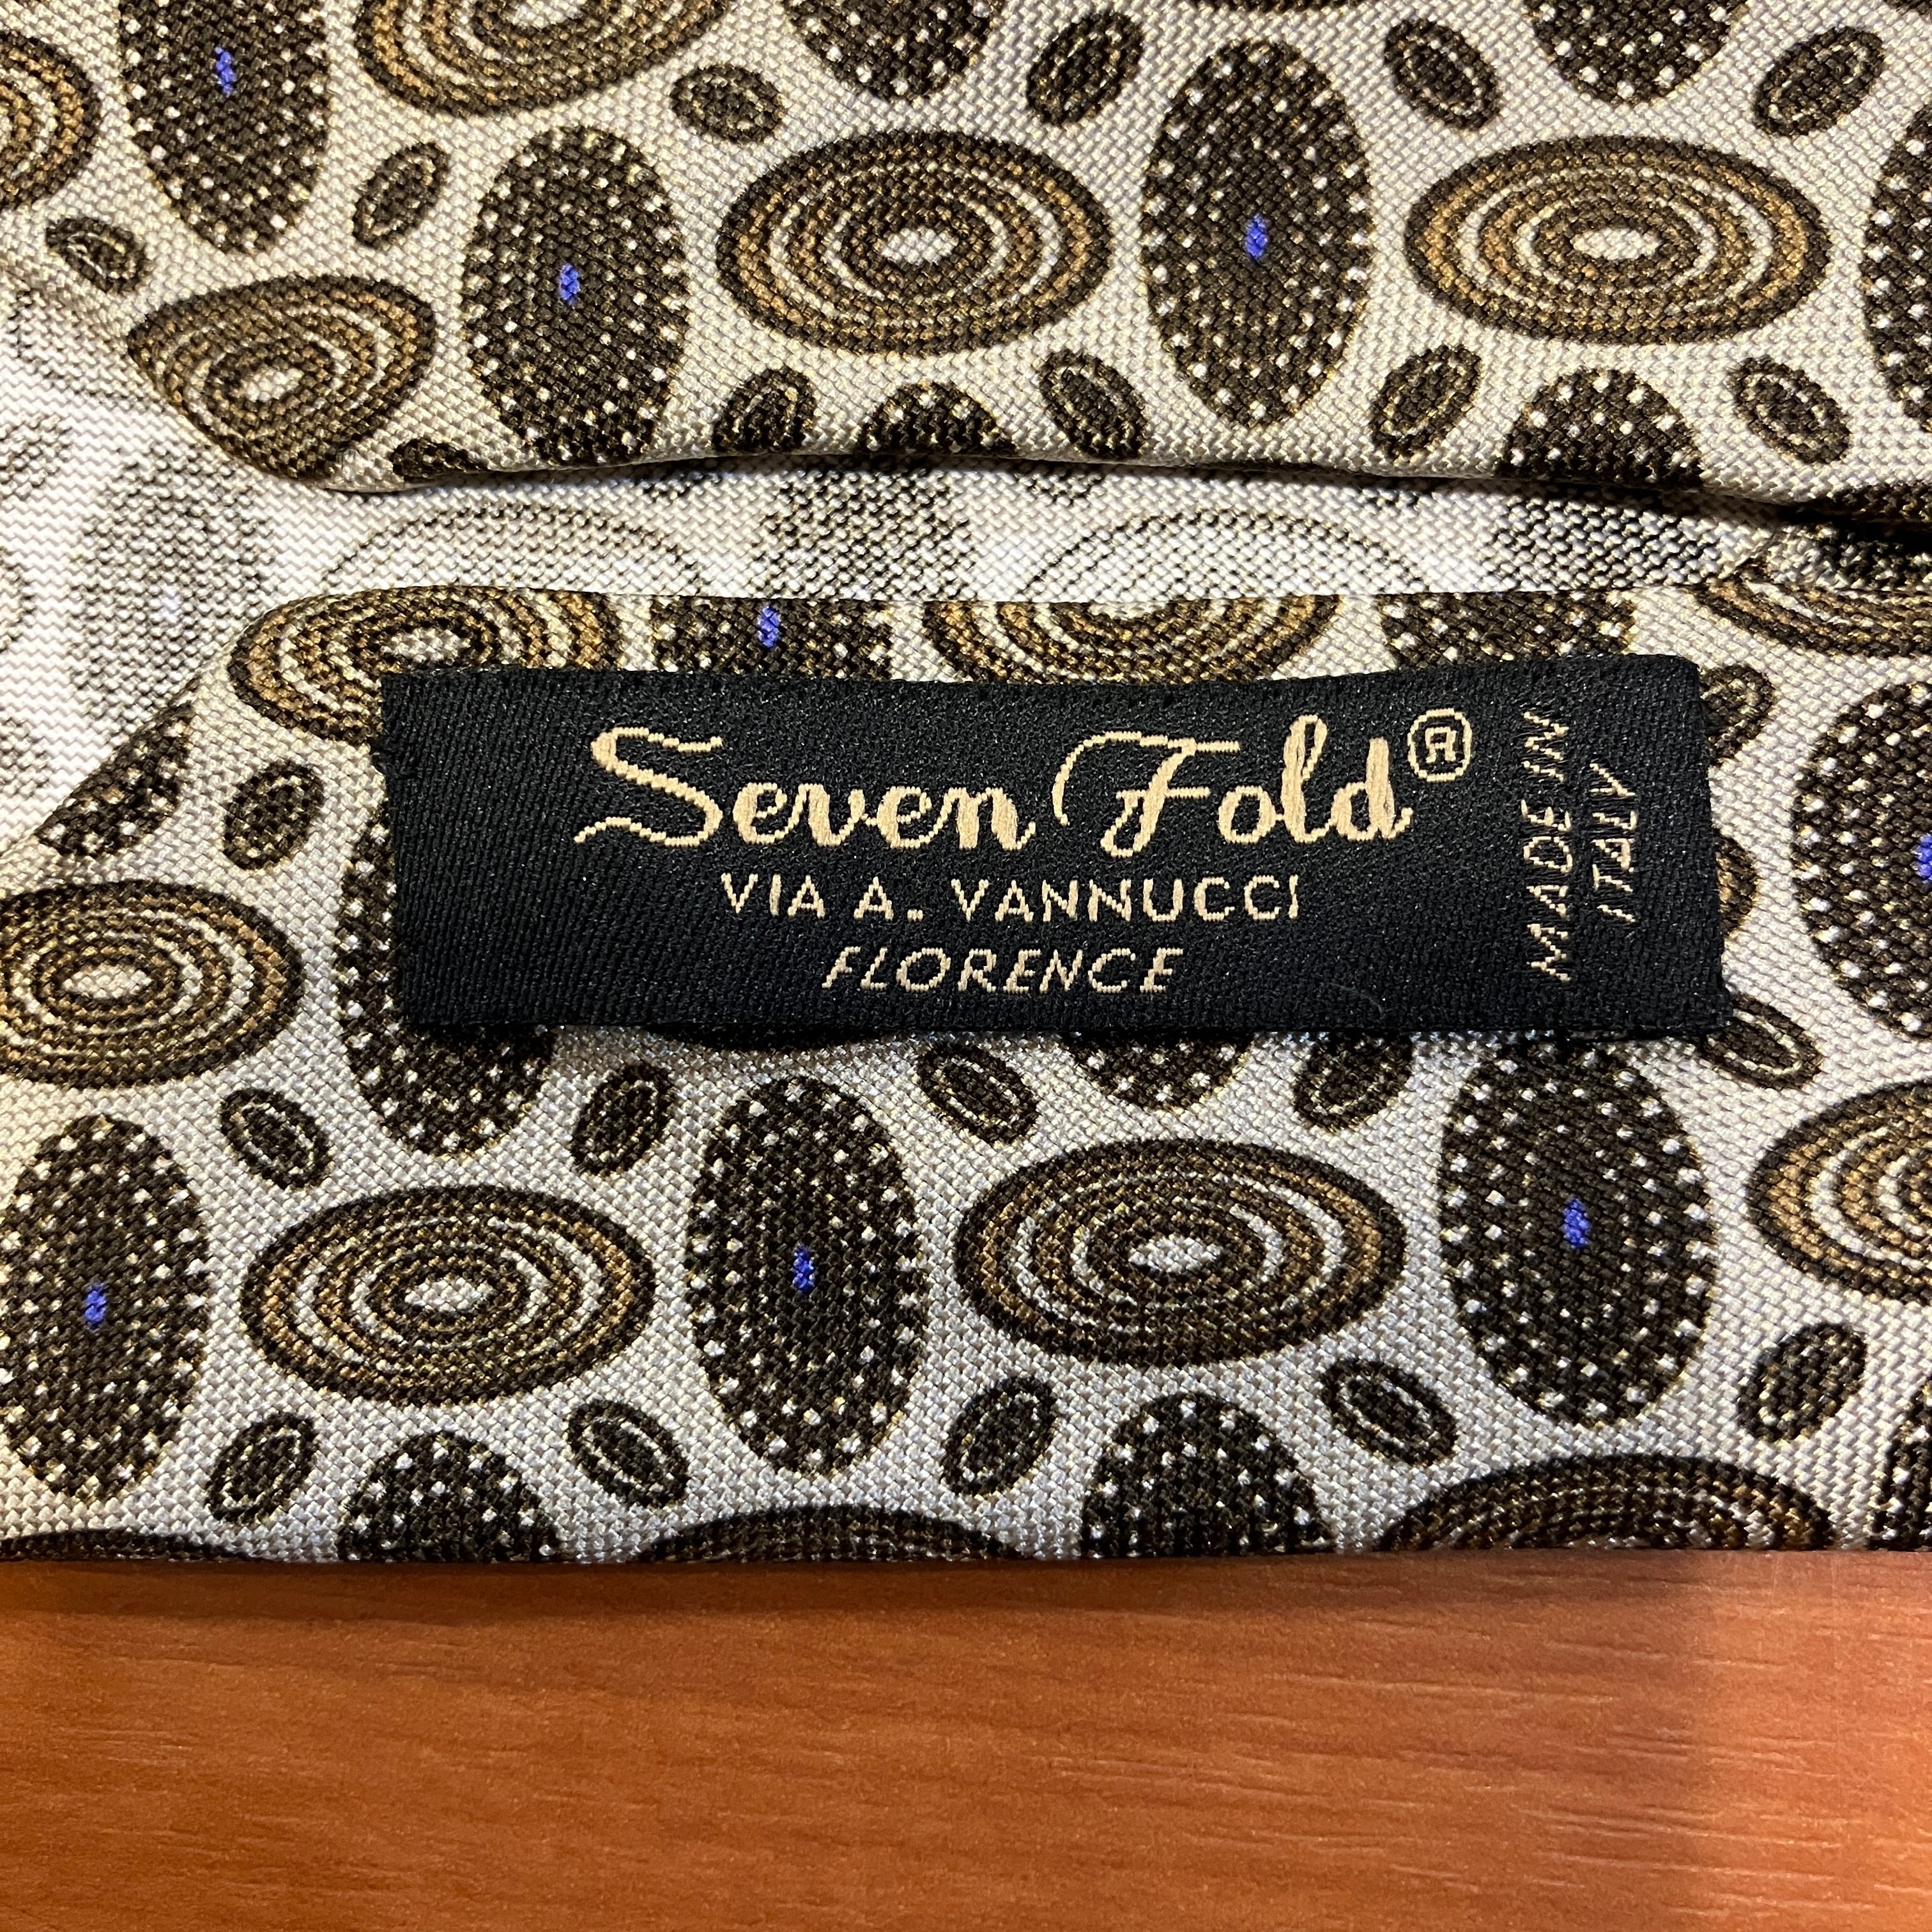 Seven Fold®
VIA A. VANNUCCI
FLORENCE
MADE IN
ITALY